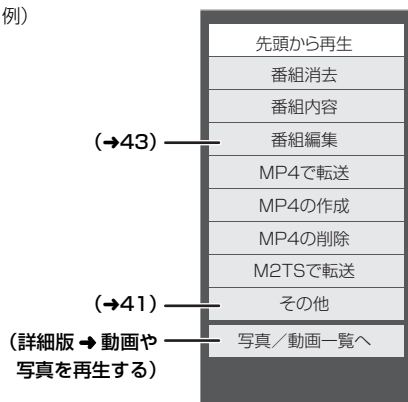 例）
先頭から再生
番組消去
番組内容
（➜43）
番組編集
MP4で転送
MP4の作成
MP4の削除
M2TSで転送
（➜41）
その他
（詳細版 ➜ 動画や
写真を再生する）
写真／動画一覧へ